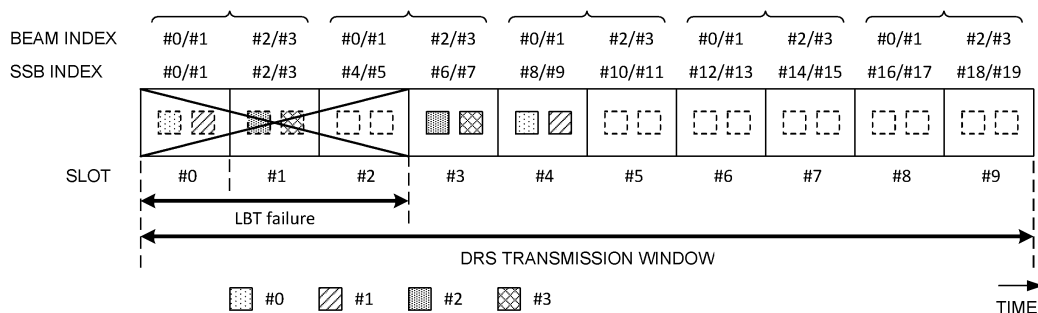 BEAM INDEX #0/#1 #2/#3 #0/#1 #2/#3 #0/#1 #2/#3 #0/#1 #2/#3 #0/#1 #2/#3
SSB INDEX #0/#1 #2/#3 #4/#5 #6/#7 #8/#9 #10/#11 #12/#13 #14/#15 #16/#17 #18/#19
SLOT #0 #1 #2 #3 #4 #5 #6 #7 #8 #9
LBT failure
DRS TRANSMISSION WINDOW
#0 #1 #2 #3
TIME